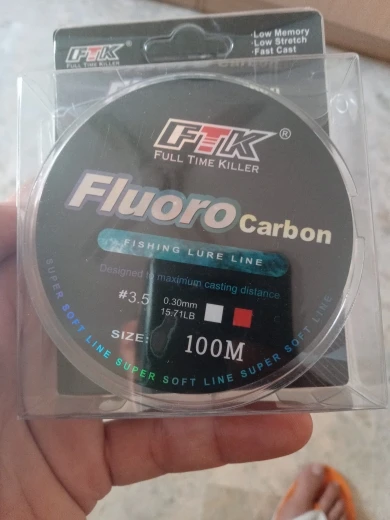 FTK
FULL TIME KILLER
·Low Memory
·Low Stretch
·Fast Cast
FTK®
FULL TIME KILLER
Fluoro Carbon
FISHING LURE LINE
Designed to maximum casting distance
#3.5
0.30mm
15.71LB
SIZE:
100M
SUPER SOFT LINE SUPER SOFT LINE SUPER SOFT LINE